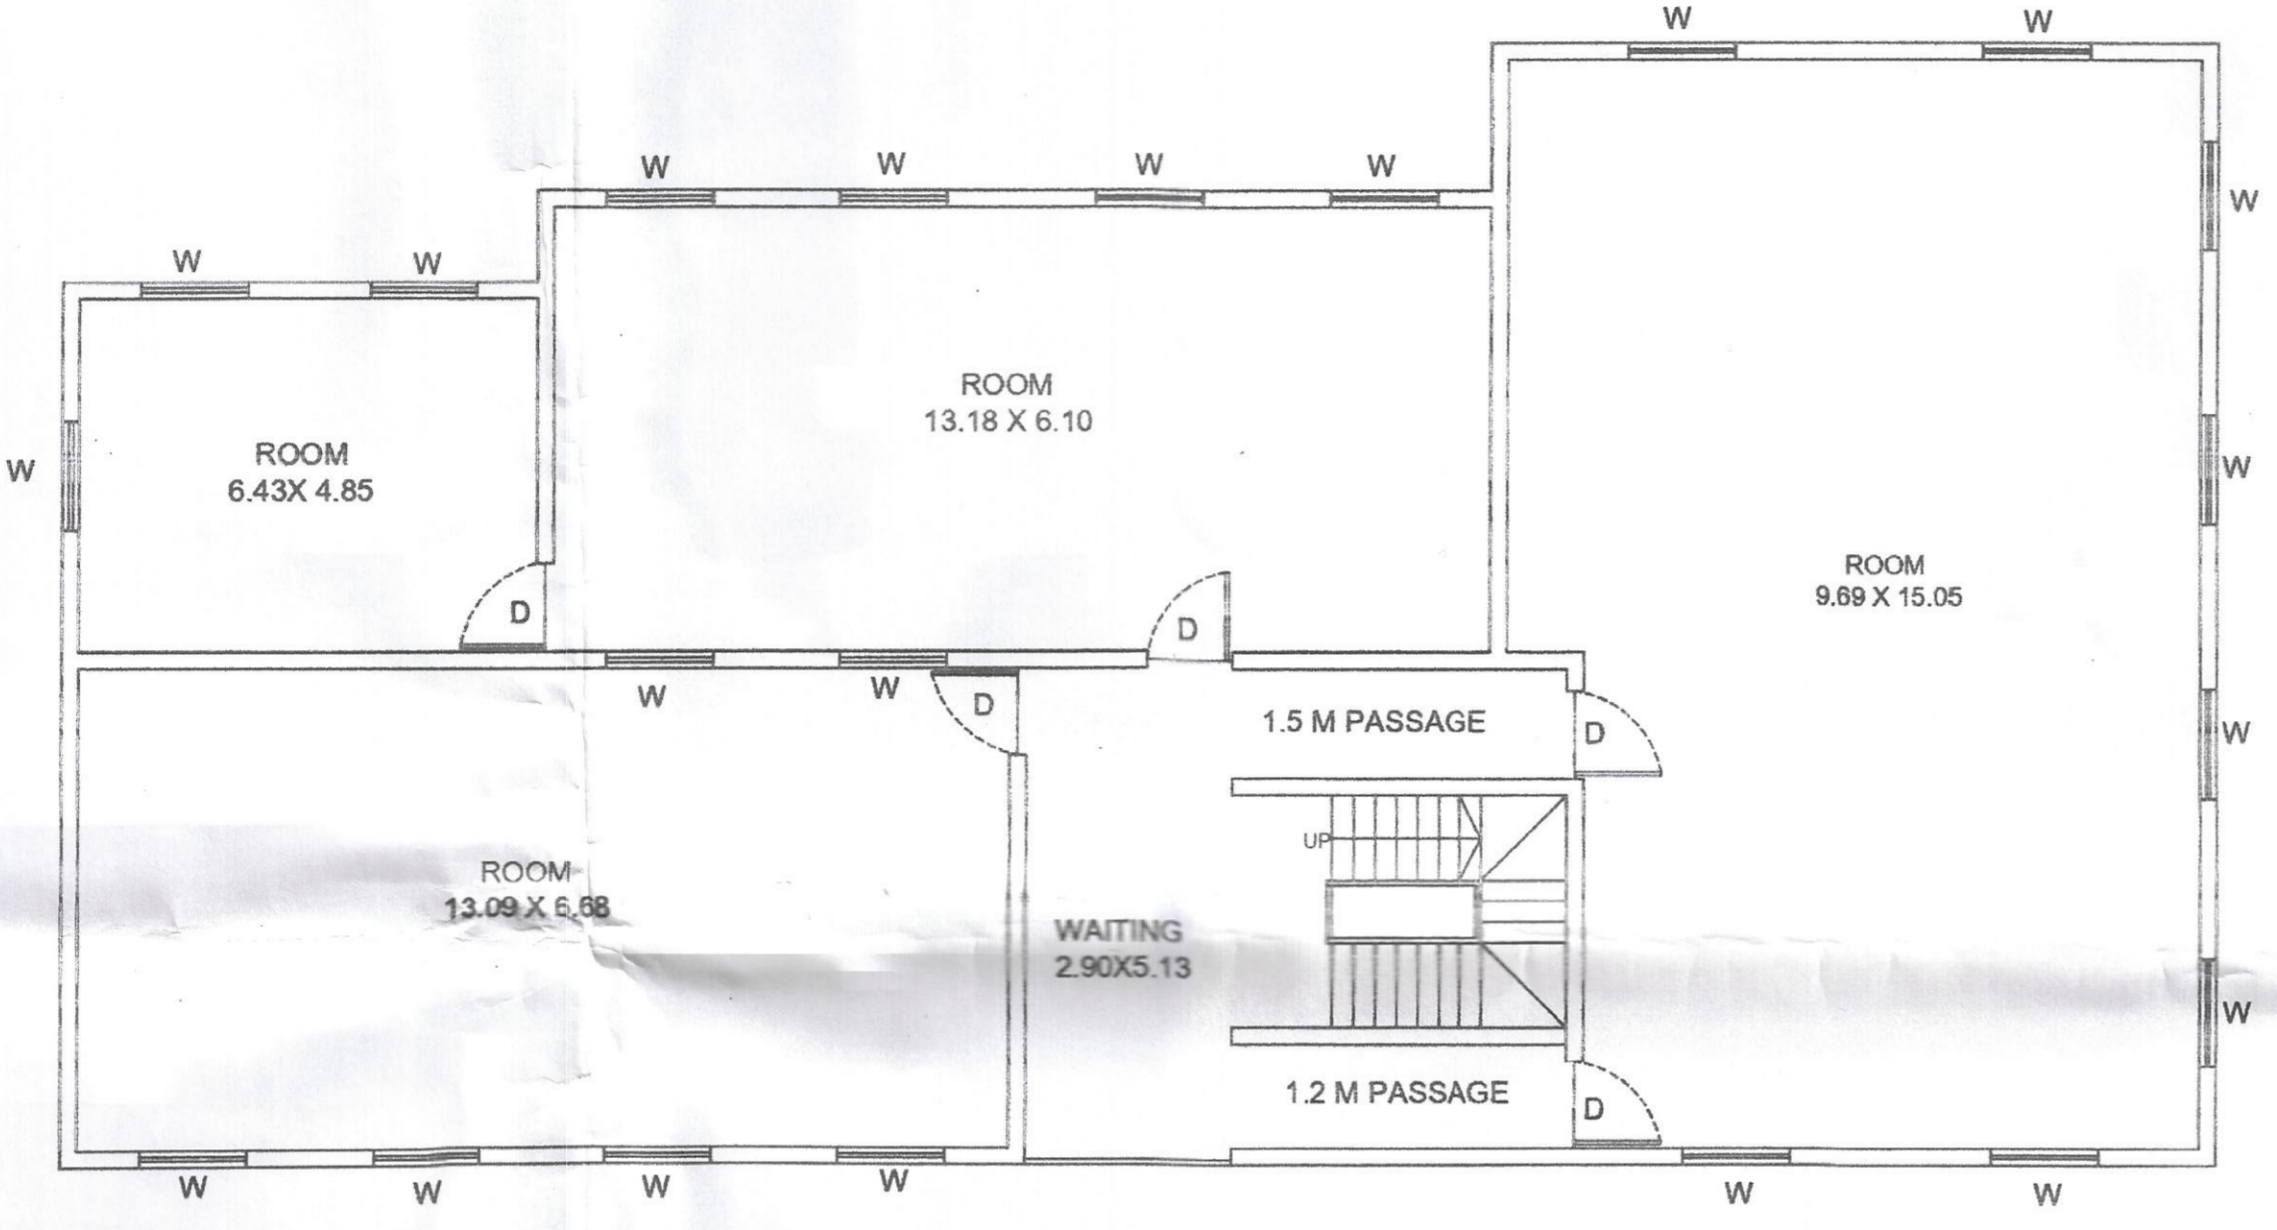 W
W
W
W
W
W
W
W
W
W
ROOM
13.18 X 6.10
ROOM
6.43X 4.85
W
W
ROOM
9.69 X 15.05
D
D
W
W
D
1.5 M PASSAGE
D
W
UP
ROOM
13.09 X 6.68
WAITING
2.90X5.13
W
1.2 M PASSAGE
D
W
W
W
W
W
W